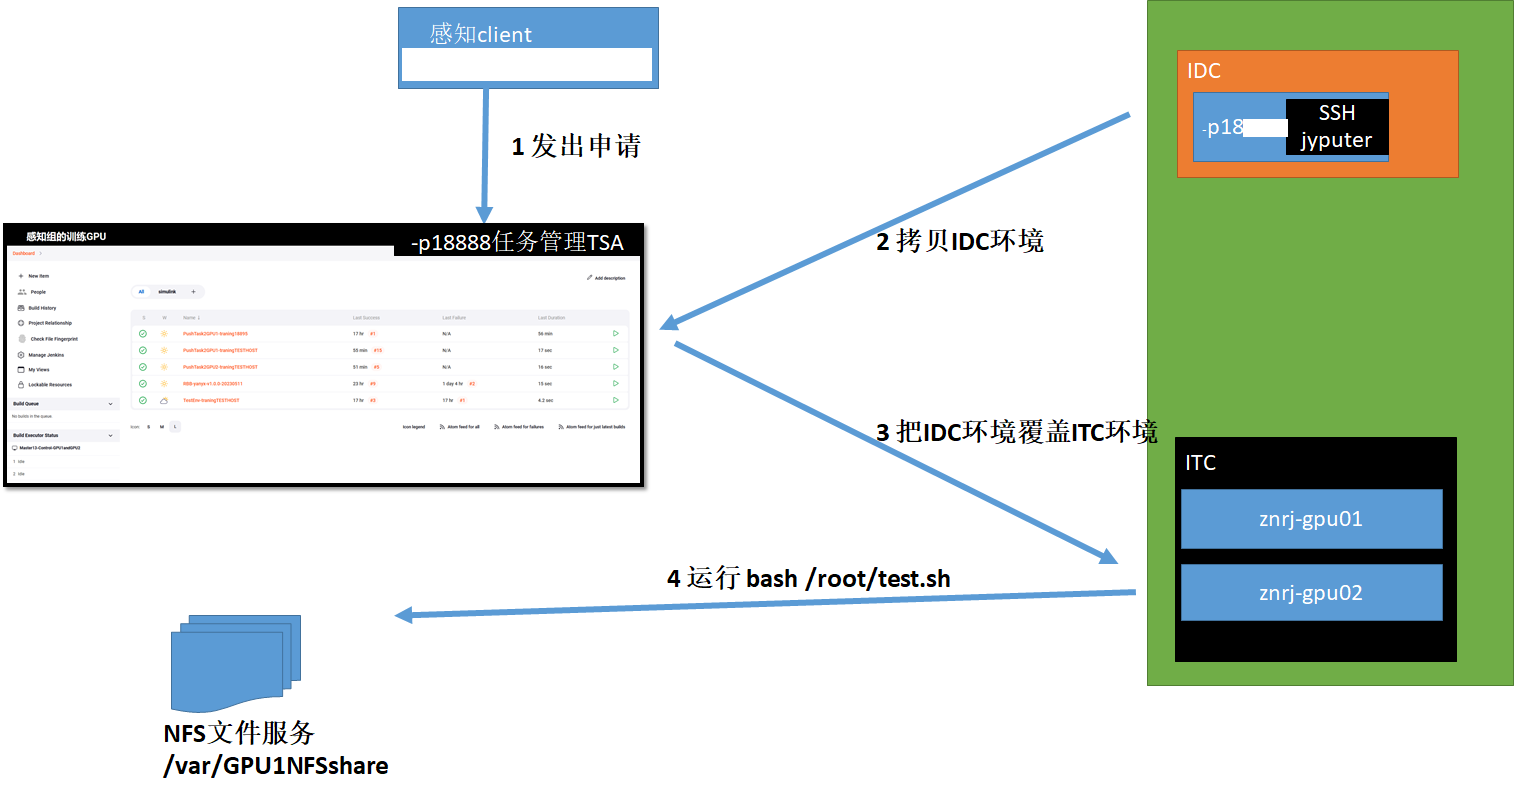 感知client
1 发出申请
感知组的训练GPU
-p18888任务管理TSA
Dashboard
New Item
People
Build History
Project Relationship
Check File Fingerprint
Manage Jenkins
My Views
Lockable Resources
Build Queue
No builds in the queue.
Build Executor Status
Master12-Control-GPU1andGPU2
1 Idle
2 Idle
Add description
All simulink +
S W Name ↓ Last Success Last Failure Last Duration
PushTask2GPU1-traning18893 17 hr #1 N/A 56 min
PushTask2GPU1-traningTESTHOST 55 min #10 N/A 17 sec
PushTask2GPU2-traningTESTHOST 51 min #8 N/A 16 sec
23 hr #9 1 day 4 hr #2 15 sec
TestEnv-traningTESTHOST 17 hr #3 17 hr #1 4.2 sec
Icon: S M L
Icon legend Atom feed for all Atom feed for failures Atom feed for just latest builds
2 拷贝IDC环境
3 把IDC环境覆盖ITC环境
4 运行 bash /root/test.sh
IDC
-p18
SSH
jyputer
ITC
znrj-gpu01
znrj-gpu02
NFS文件服务
/var/GPU1NFSshare